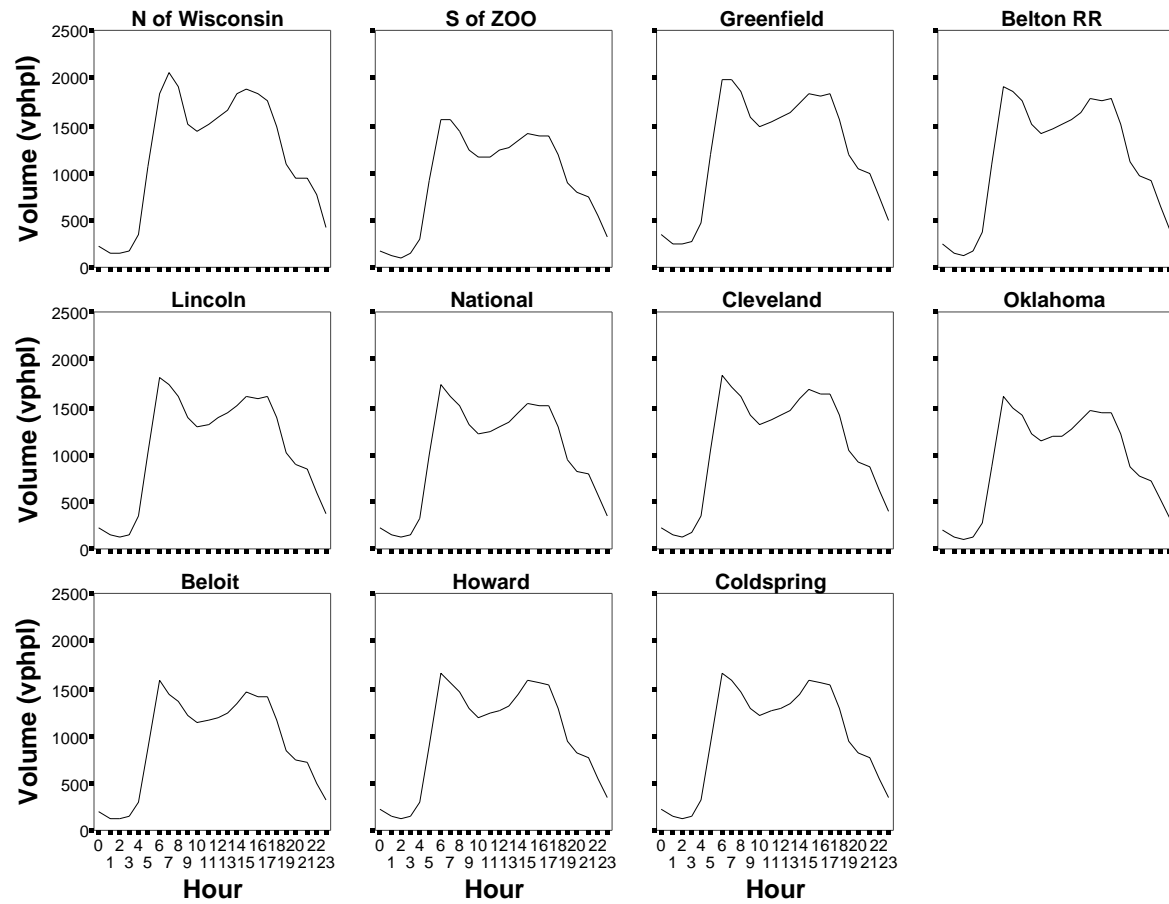 N of Wisconsin S of ZOO Greenfield Belton RR
Volume (vphpl)
2500
2000
1500
1000
500
0
Lincoln National Cleveland Oklahoma
Volume (vphpl)
2500
2000
1500
1000
500
0
Beloit Howard Coldspring
Volume (vphpl)
2500
2000
1500
1000
500
0
0 2 4 6 8 10 12 14 16 18 20 22 0 2 4 6 8 10 12 14 16 18 20 22 0 2 4 6 8 10 12 14 16 18 20 22
1 3 5 7 9 11 13 15 17 19 21 23 1 3 5 7 9 11 13 15 17 19 21 23 1 3 5 7 9 11 13 15 17 19 21 23
Hour Hour Hour